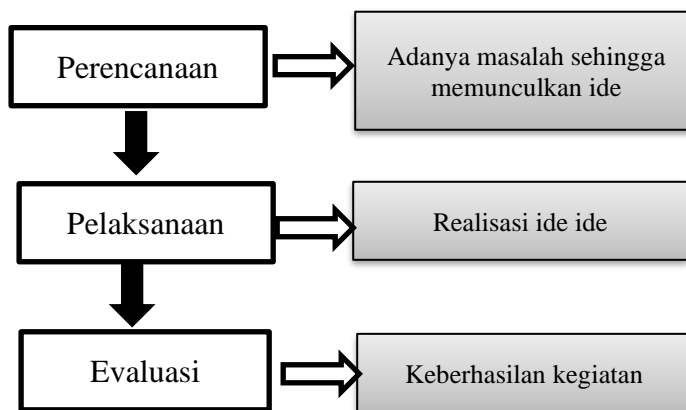 Perencanaan
Adanya masalah sehingga
memunculkan ide
Pelaksanaan
Realisasi ide ide
Evaluasi
Keberhasilan kegiatan